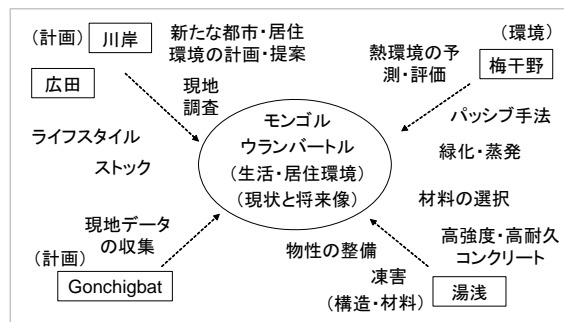 （計画）
川岸
広田
新たな都市・居住
環境の計画・提案
現地
調査
ライフスタイル
ストック
（環境）
梅干野
熱環境の予
測・評価
パッシブ手法
緑化・蒸発
モンゴル
ウランバートル
（生活・居住環境）
（現状と将来像）
現地データ
の収集
（計画）
Gonchigbat
材料の選択
高強度・高耐久
コンクリート
物性の整備
凍害
（構造・材料）
湯浅